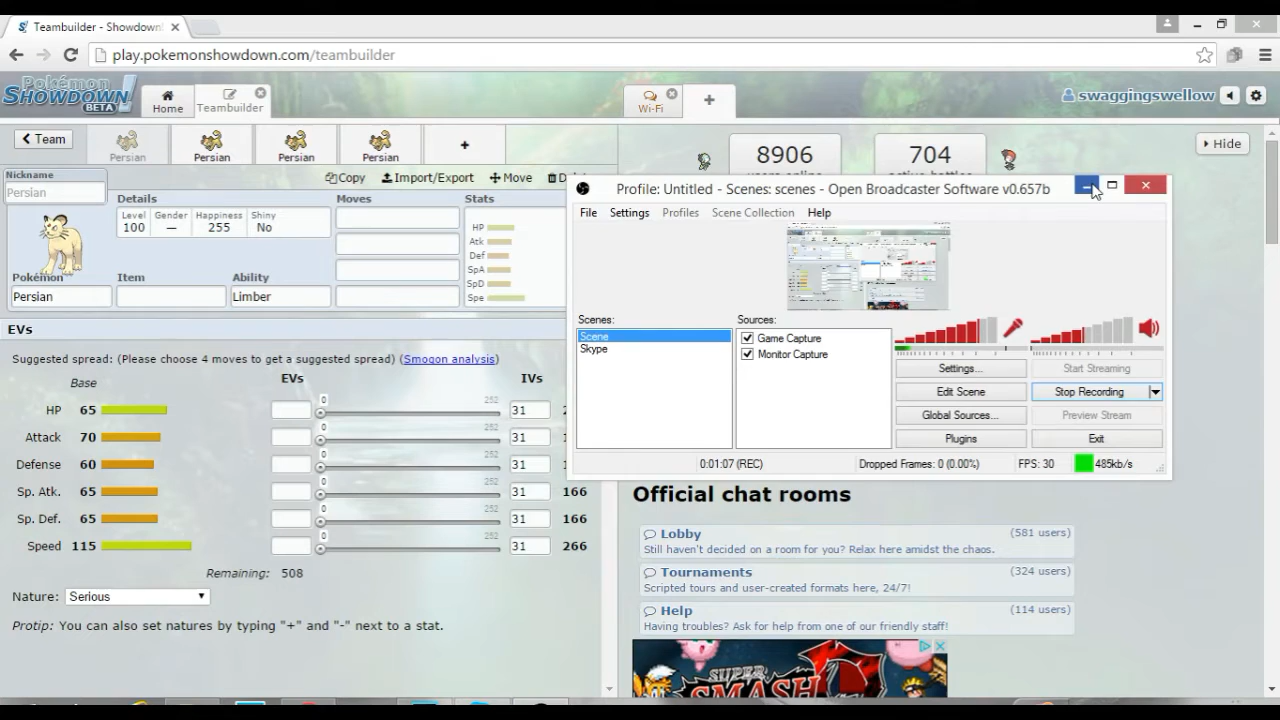 Teambuilder - Showdown!
play.pokemonshowdown.com/teambuilder
Pokémon
SHOWDOWN!
BETA
Home
Teambuilder
Wi-Fi
+
swaggingswellow
< Team
Persian
Persian
Persian
Persian
+
8906
704
Hide
Copy
Import/Export
Move
Nickname
Persian
Details
Level
100
Gender
—
Happiness
255
Shiny
No
Moves
Stats
HP
Atk
Def
SpA
SpD
Spe
Pokémon
Persian
Item
Ability
Limber
EVs
Suggested spread: (Please choose 4 moves to get a suggested spread) (Smogon analysis)
Base
EVs
IVs
HP 65 0 252 31
Attack 70 0 31
Defense 60 0 31
Sp. Atk. 65 0 252 31 166
Sp. Def. 65 0 252 31 166
Speed 115 0 252 31 266
Remaining: 508
Nature: Serious
Protip: You can also set natures by typing "+" and "-" next to a stat.
Profile: Untitled - Scenes: scenes - Open Broadcaster Software v0.657b
File Settings Profiles Scene Collection Help
Scenes:
Scene
Skype
Sources:
Game Capture
Monitor Capture
Settings...
Start Streaming
Edit Scene
Stop Recording
Global Sources...
Preview Stream
Plugins
Exit
0:01:07 (REC)
Dropped Frames: 0 (0.00%)
FPS: 30
485kb/s
Official chat rooms
Lobby (581 users)
Still haven't decided on a room for you? Relax here amidst the chaos.
Tournaments (324 users)
Scripted tours and user-created formats here, 24/7!
Help (114 users)
Having troubles? Ask for help from one of our friendly staff!
SUPER
SMASH